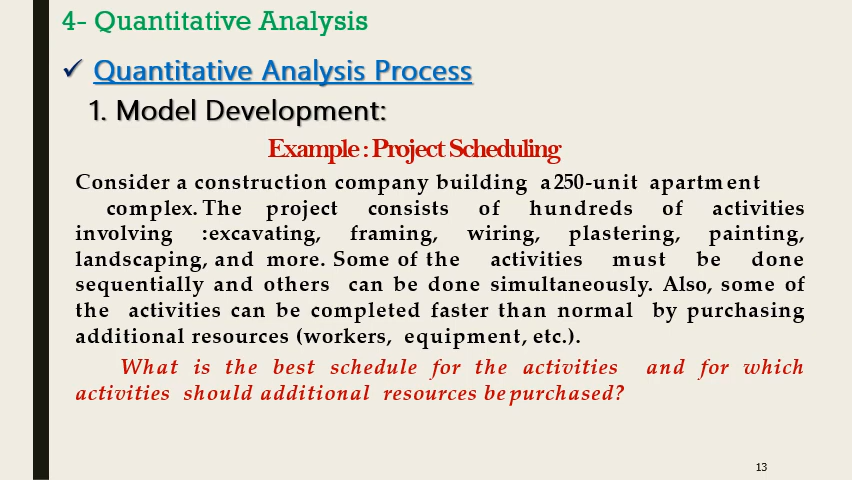 4- Quantitative Analysis
✓ Quantitative Analysis Process
1. Model Development:
Example : Project Scheduling
Consider a construction company building a 250-unit apartment
complex. The project consists of hundreds of activities
involving :excavating, framing, wiring, plastering, painting,
landscaping, and more. Some of the activities must be done
sequentially and others can be done simultaneously. Also, some of
the activities can be completed faster than normal by purchasing
additional resources (workers, equipment, etc.).
What is the best schedule for the activities and for which
activities should additional resources be purchased?
13